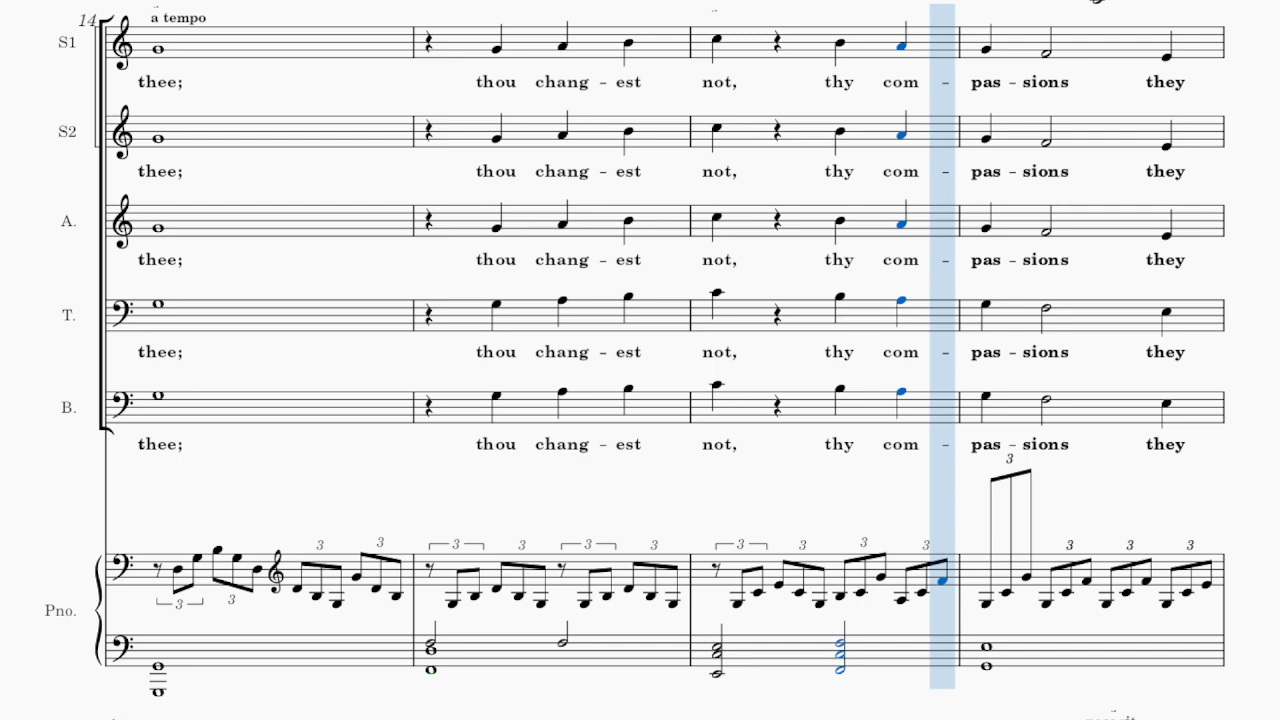 14
a tempo
S1
thee; thou chang - est not, thy com - pas - sions they
S2
thee; thou chang - est not, thy com - pas - sions they
A.
thee; thou chang - est not, thy com - pas - sions they
T.
thee; thou chang - est not, thy com - pas - sions they
B.
thee; thou chang - est not, thy com - pas - sions they
3
3 3 3 3 3 3 3 3 3 3 3 3 3
3 3
Pno.